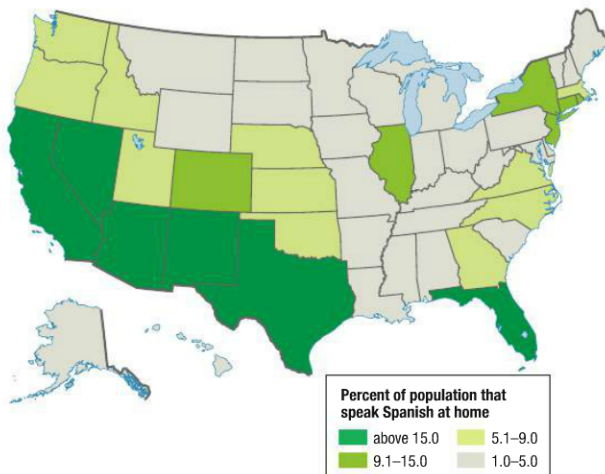 Percent of population that
speak Spanish at home
above 15.0 5.1–9.0
9.1–15.0 1.0–5.0